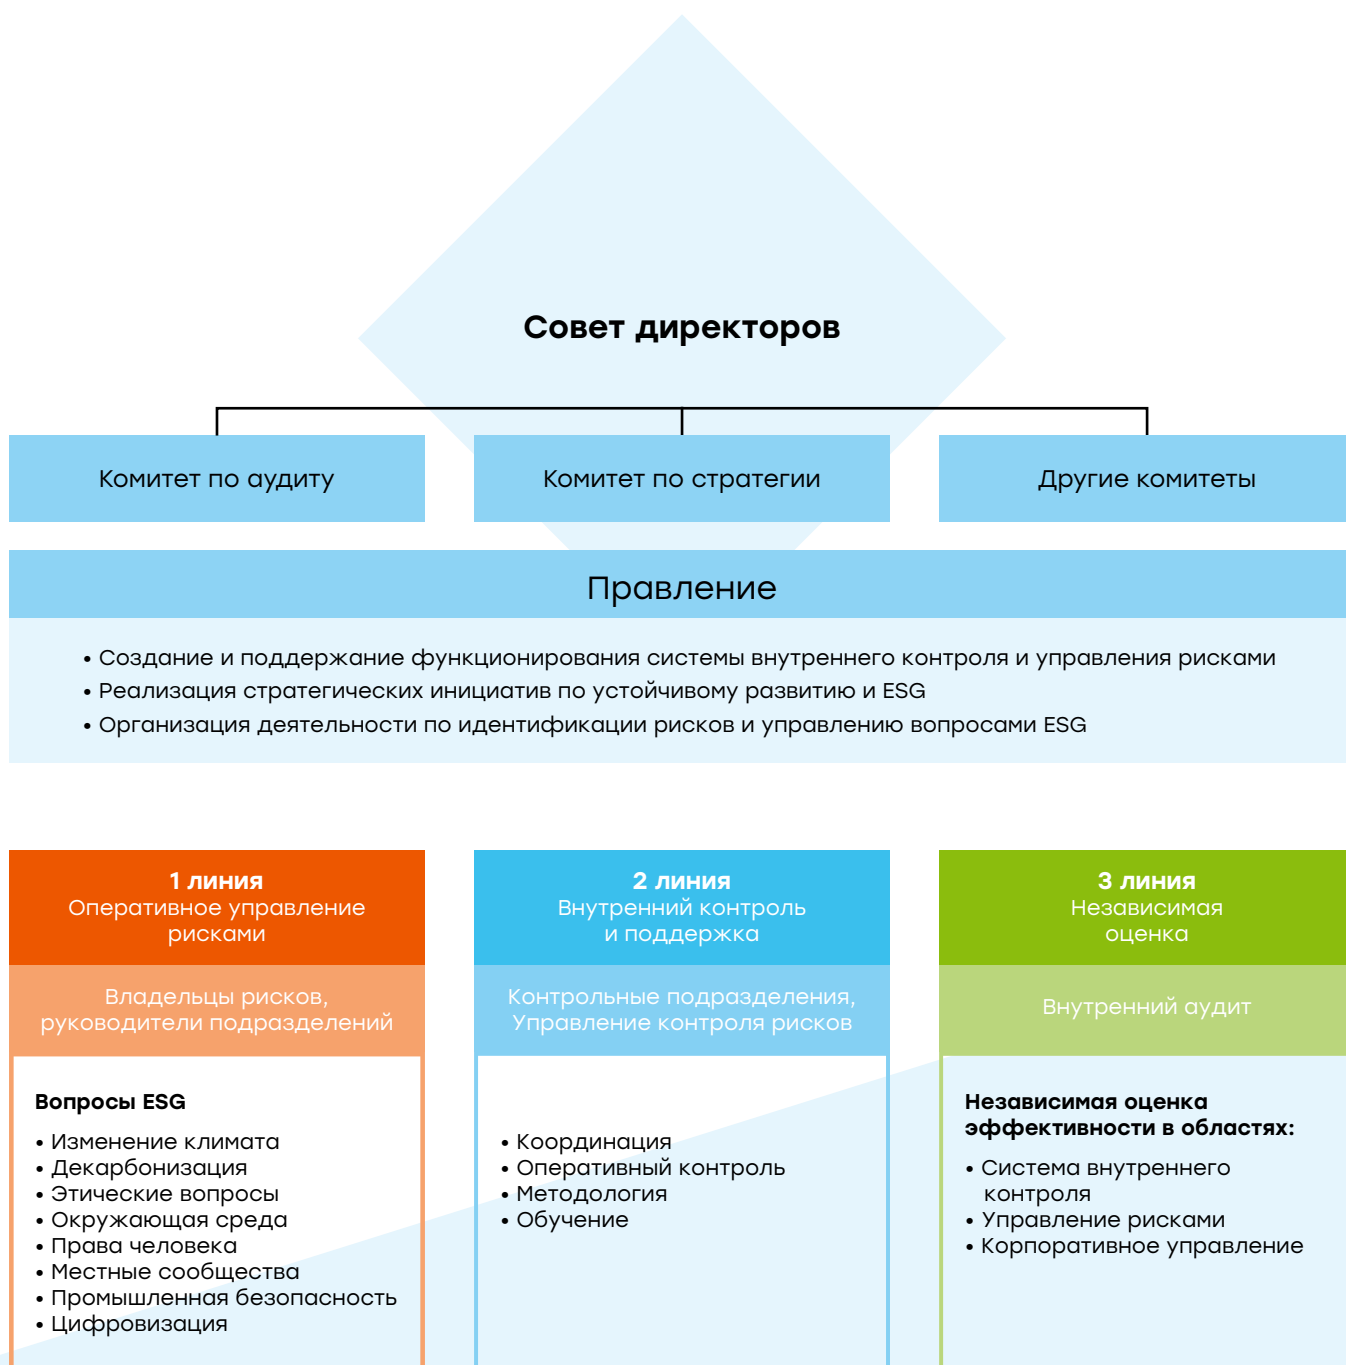 Совет директоров
Комитет по аудиту
Комитет по стратегии
Другие комитеты
Правление
• Создание и поддержание функционирования системы внутреннего контроля и управления рисками
• Реализация стратегических инициатив по устойчивому развитию и ESG
• Организация деятельности по идентификации рисков и управлению вопросами ESG
1 линия
Оперативное управление
рисками
Владельцы рисков,
руководители подразделений
Вопросы ESG
• Изменение климата
• Декарбонизация
• Этические вопросы
• Окружающая среда
• Права человека
• Местные сообщества
• Промышленная безопасность
• Цифровизация
2 линия
Внутренний контроль
и поддержка
Контрольные подразделения,
Управление контроля рисков
• Координация
• Оперативный контроль
• Методология
• Обучение
3 линия
Независимая
оценка
Внутренний аудит
Независимая оценка
эффективности в областях:
• Система внутреннего
контроля
• Управление рисками
• Корпоративное управление